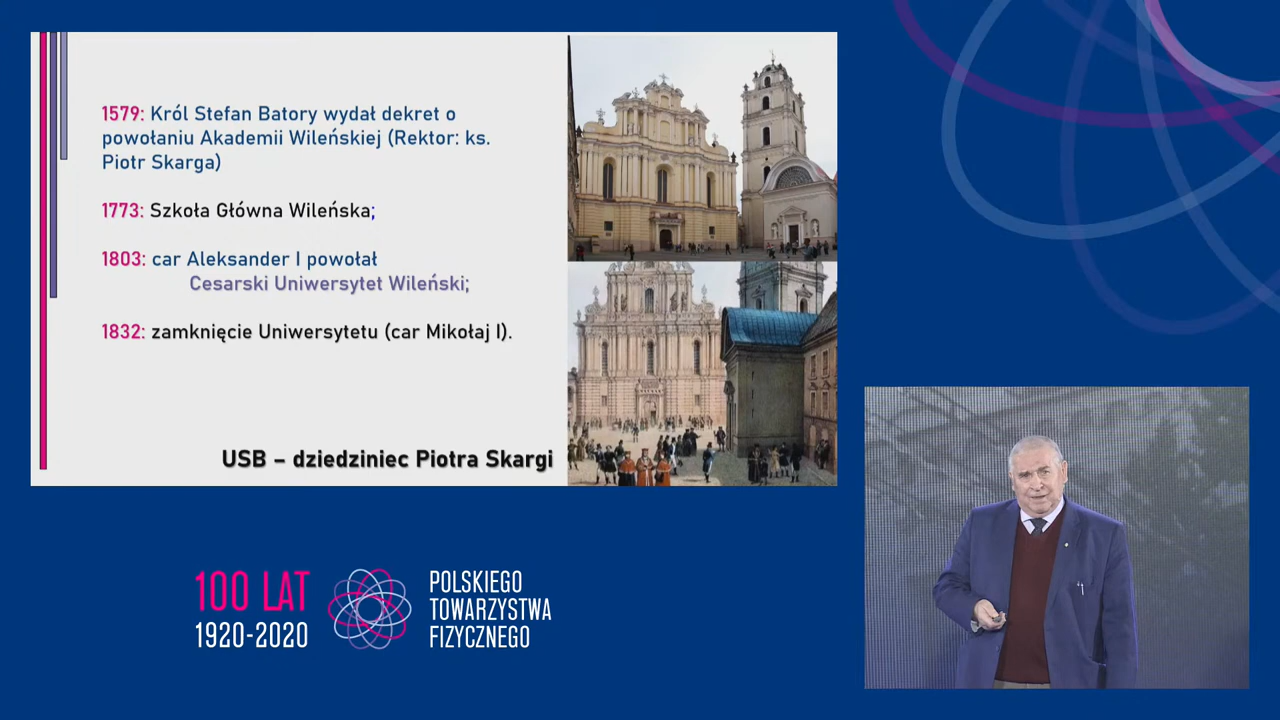 1579: Król Stefan Batory wydał dekret o
powołaniu Akademii Wileńskiej (Rektor: ks.
Piotr Skarga)
1773: Szkoła Główna Wileńska;
1803: car Aleksander I powołał
Cesarski Uniwersytet Wileński;
1832: zamknięcie Uniwersytetu (car Mikołaj I).
USB – dziedziniec Piotra Skargi
100 LAT
1920-2020
POLSKIEGO
TOWARZYSTWA
FIZYCZNEGO